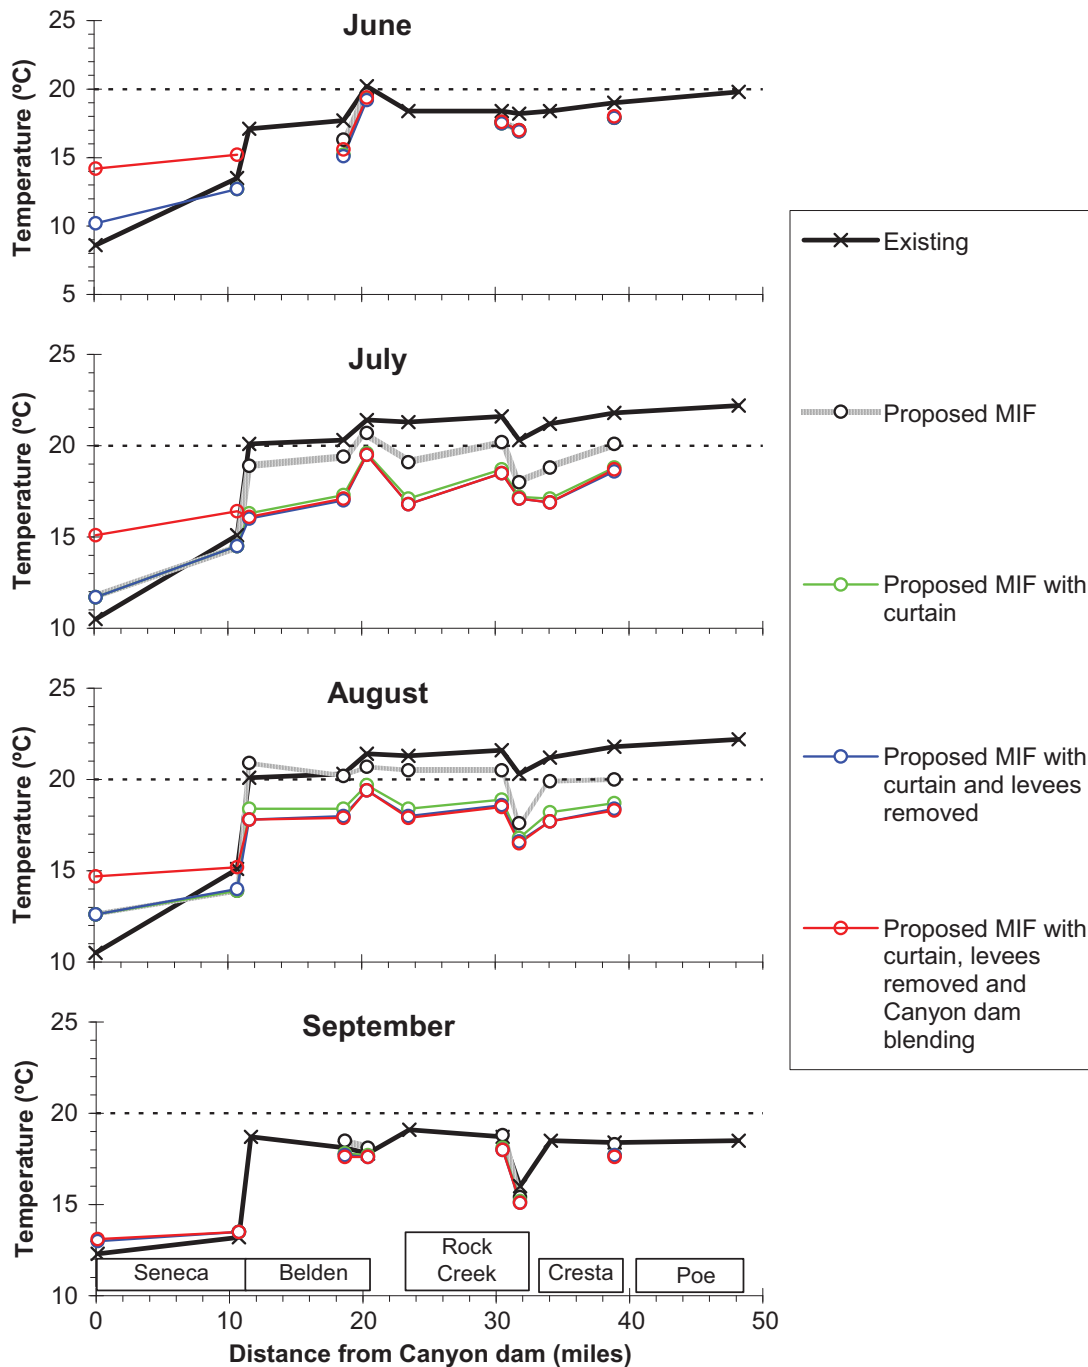 June
25
20
15
10
5
Temperature (ºC)
July
25
20
15
10
Temperature (ºC)
August
25
20
15
10
Temperature (ºC)
September
25
20
15
10
Temperature (ºC)
Seneca
Belden
Rock
Creek
Cresta
Poe
0 10 20 30 40 50
Distance from Canyon dam (miles)
Existing
Proposed MIF
Proposed MIF with
curtain
Proposed MIF with
curtain and levees
removed
Proposed MIF with
curtain, levees
removed and
Canyon dam
blending